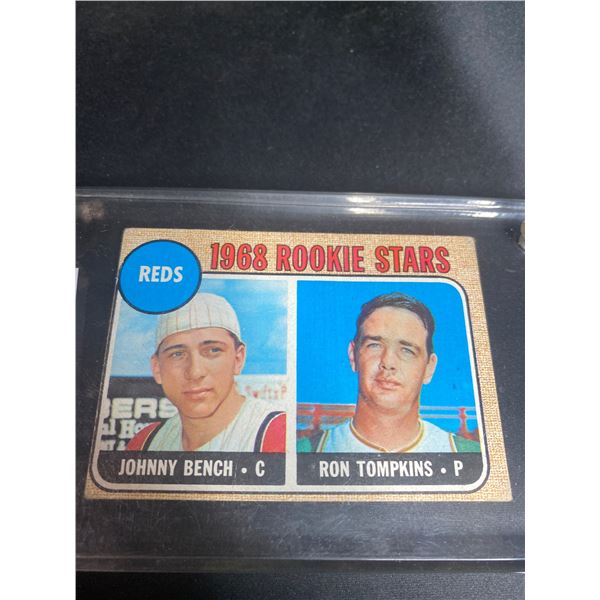 1968 ROOKIE STARS
REDS
JOHNNY BENCH • C
RON TOMPKINS • P